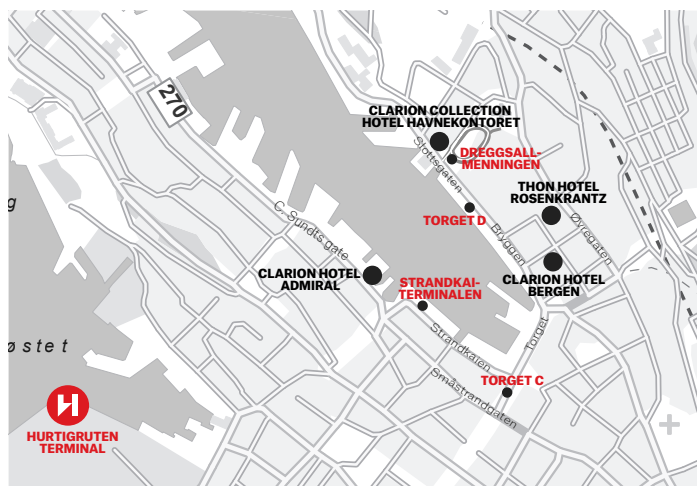 270
CLARION COLLECTION
HOTEL HAVNEKONTORET
DREGGSALL-
MENNINGEN
Slottsgaten
THON HOTEL
ROSENKRANTZ
TORGET D
Bryggen
Øvregaten
C. Sundts gate
CLARION HOTEL
ADMIRAL
STRANDKAI-
TERMINALEN
CLARION HOTEL
BERGEN
Strandkaien
Torget
østet
TORGET C
Småstrandgaten
HURTIGRUTEN
TERMINAL